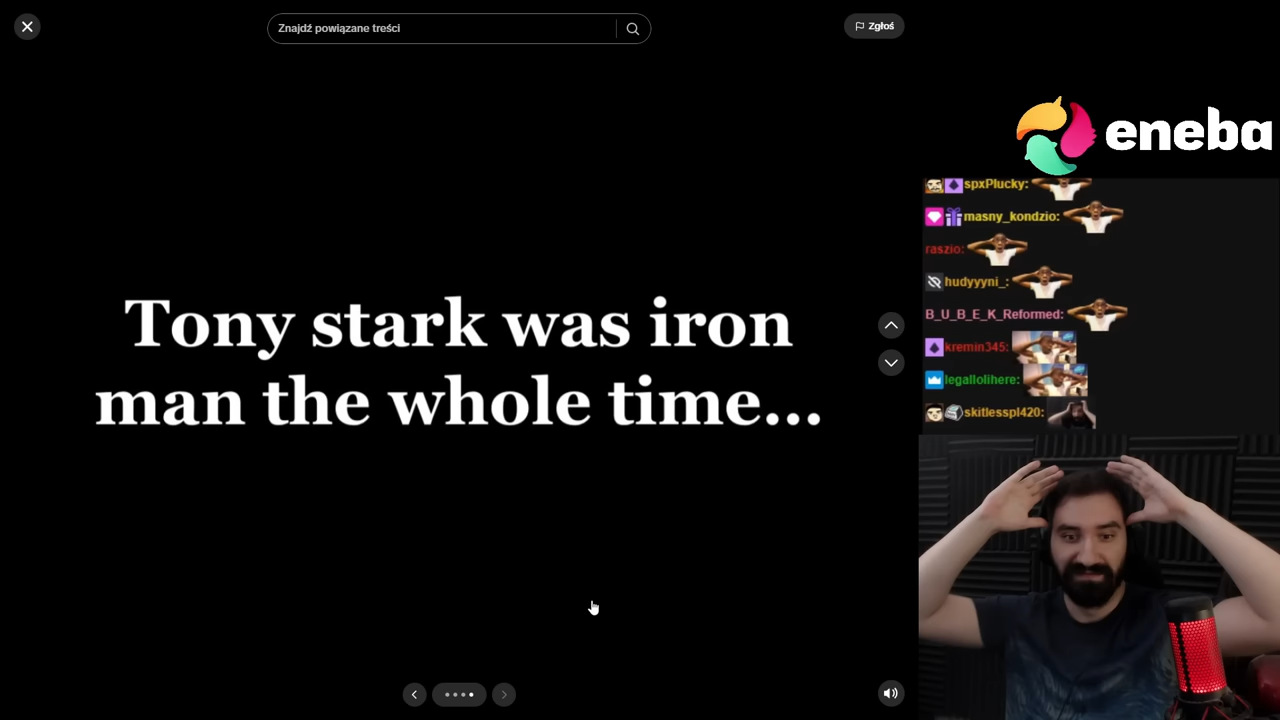 Znajdź powiązane treści
Zgłoś
eneba
spxPlucky:
masny_kondzio:
raszio:
hudyyyni_:
B_U_B_E_K_Reformed:
kremin345:
legallolihere:
skitlesspl420:
Tony stark was iron
man the whole time...